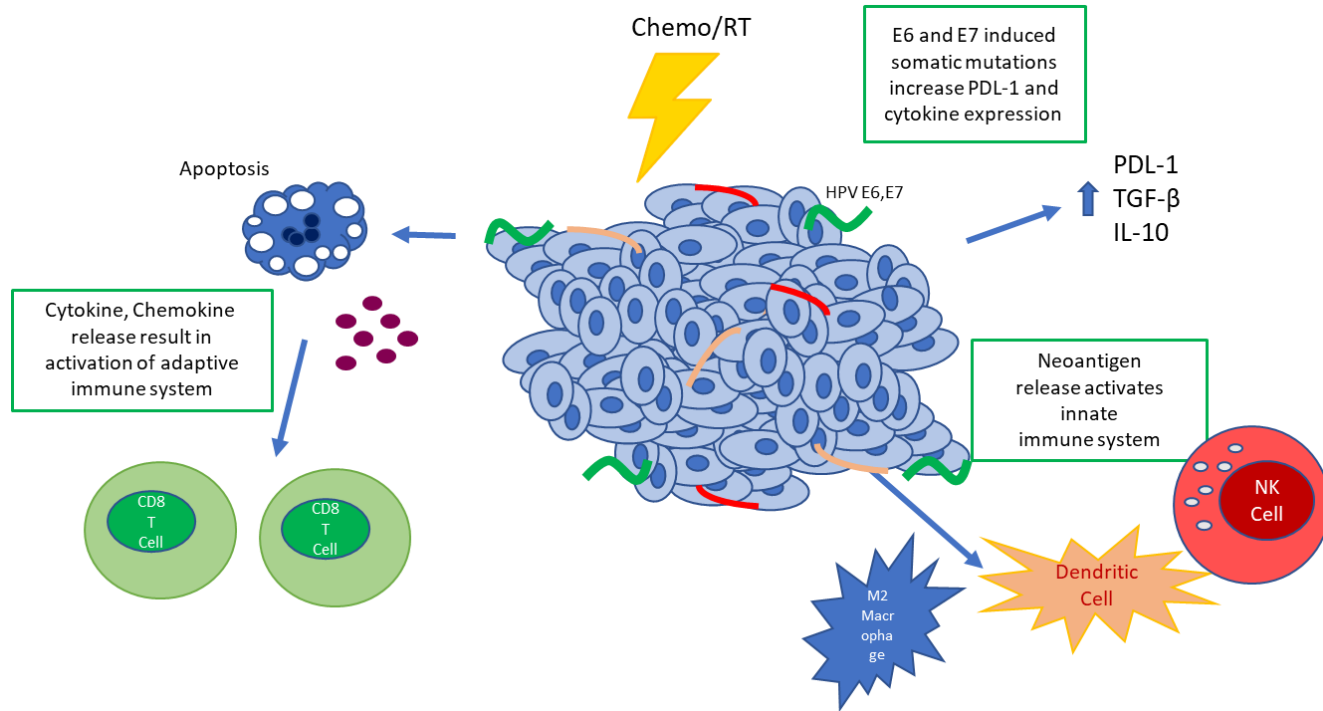 Chemo/RT
E6 and E7 induced
somatic mutations
increase PDL-1 and
cytokine expression
Apoptosis
HPV E6,E7
PDL-1
TGF-β
IL-10
Cytokine, Chemokine
release result in
activation of adaptive
immune system
Neoantigen
release activates
innate
immune system
CD8
T
Cell
CD8
T
Cell
NK
Cell
Dendritic
Cell
M2
Macr
opha
ge